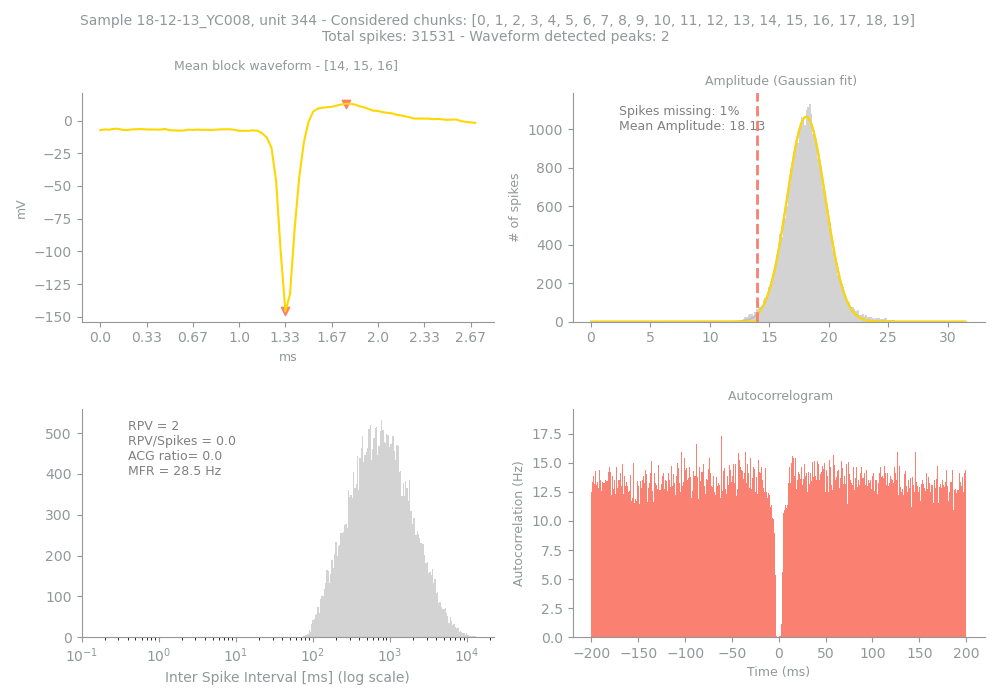 Sample 18-12-13_YC008, unit 344 - Considered chunks: [0, 1, 2, 3, 4, 5, 6, 7, 8, 9, 10, 11, 12, 13, 14, 15, 16, 17, 18, 19]
Total spikes: 31531 - Waveform detected peaks: 2
Mean block waveform - [14, 15, 16]
0
−25
−50
−75
−100
−125
−150
mV
0.0 0.33 0.67 1.0 1.33 1.67 2.0 2.33 2.67
ms
Amplitude (Gaussian fit)
Spikes missing: 1%
Mean Amplitude: 18.13
1000
800
600
400
200
0
# of spikes
0 5 10 15 20 25 30
RPV = 2
RPV/Spikes = 0.0
ACG ratio= 0.0
MFR = 28.5 Hz
500
400
300
200
100
0
10⁻¹ 10⁰ 10¹ 10² 10³ 10⁴
Inter Spike Interval [ms] (log scale)
Autocorrelogram
17.5
15.0
12.5
10.0
7.5
5.0
2.5
0.0
Autocorrelation (Hz)
−200 −150 −100 −50 0 50 100 150 200
Time (ms)